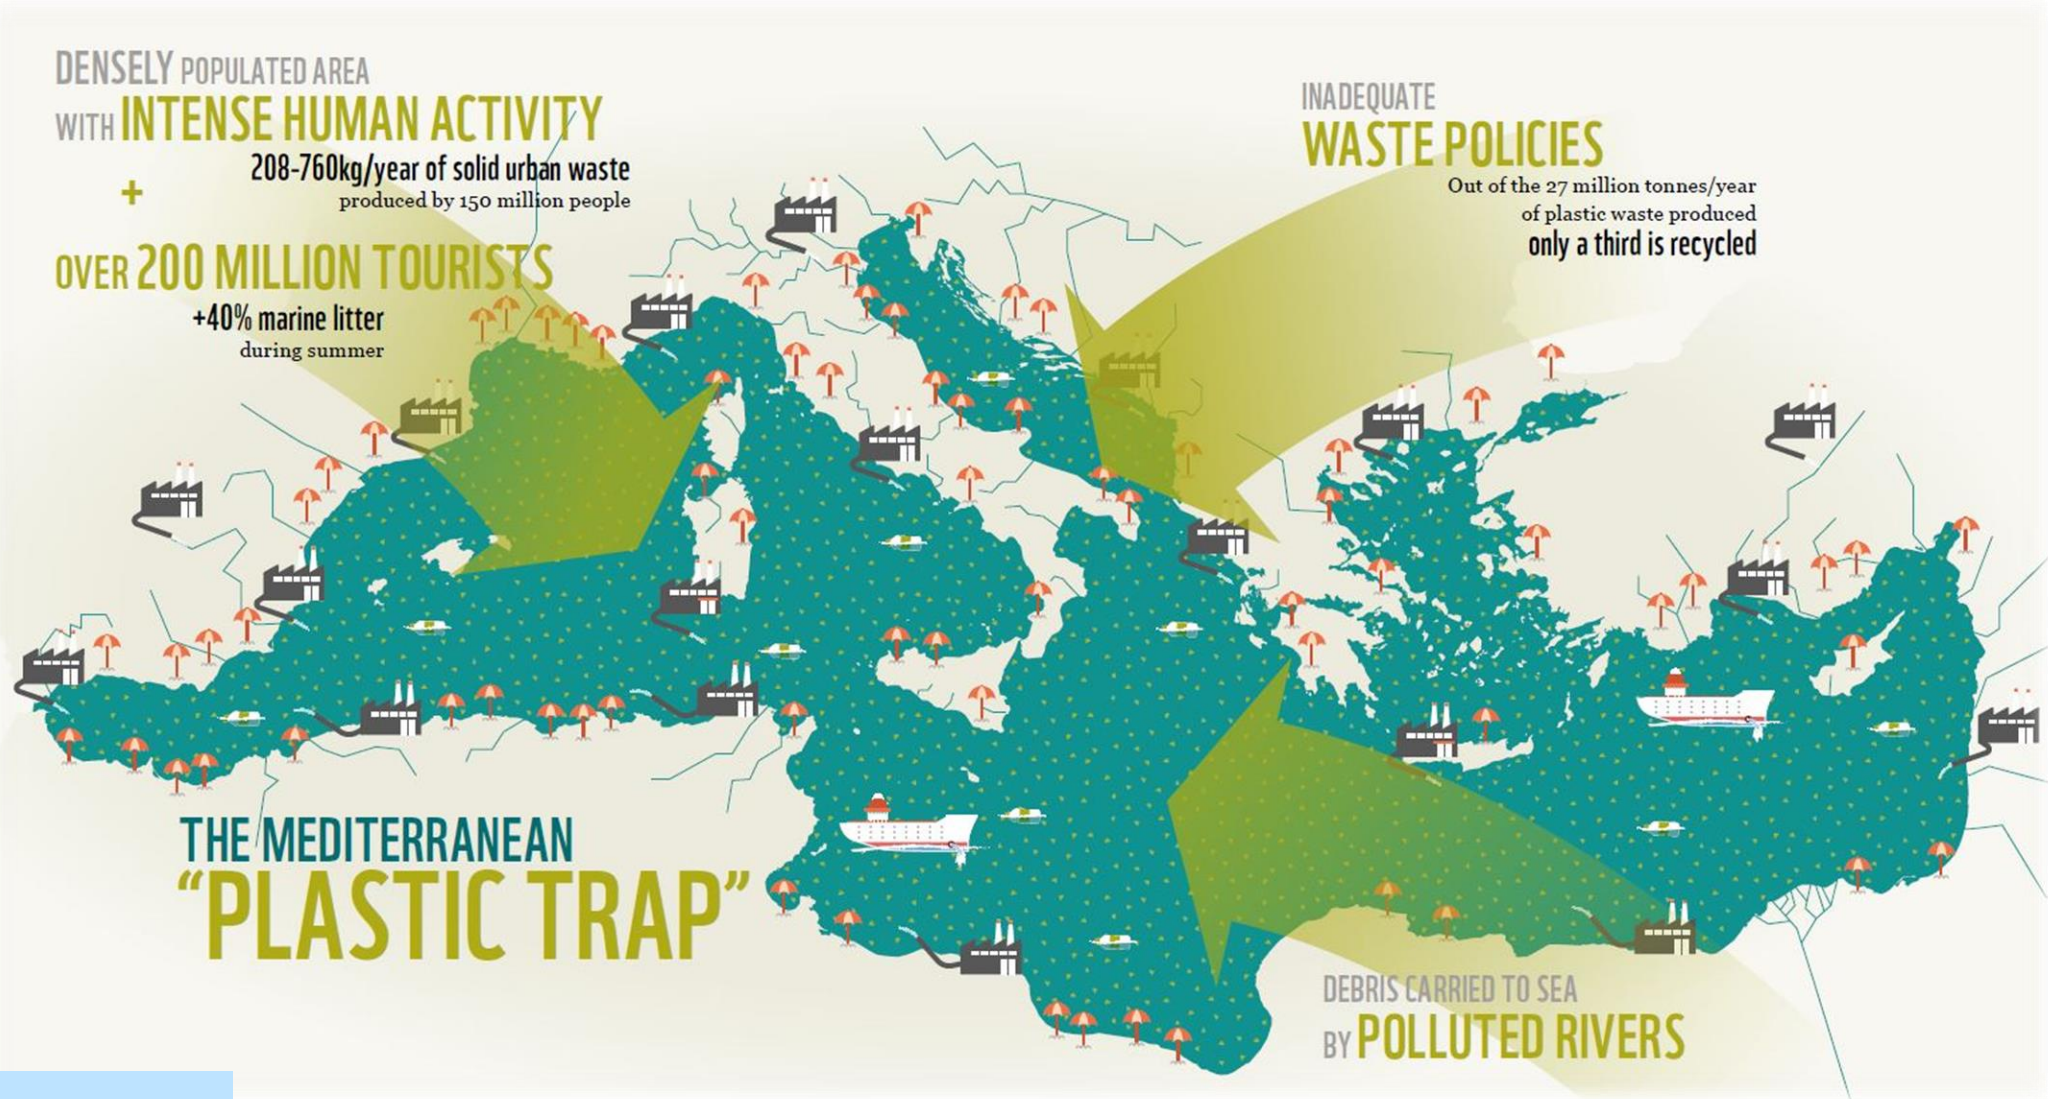 DENSELY POPULATED AREA
WITH INTENSE HUMAN ACTIVITY
208-760kg/year of solid urban waste
produced by 150 million people
+
OVER 200 MILLION TOURISTS
+40% marine litter
during summer
INADEQUATE
WASTE POLICIES
Out of the 27 million tonnes/year
of plastic waste produced
only a third is recycled
THE MEDITERRANEAN
“PLASTIC TRAP”
DEBRIS CARRIED TO SEA
BY POLLUTED RIVERS